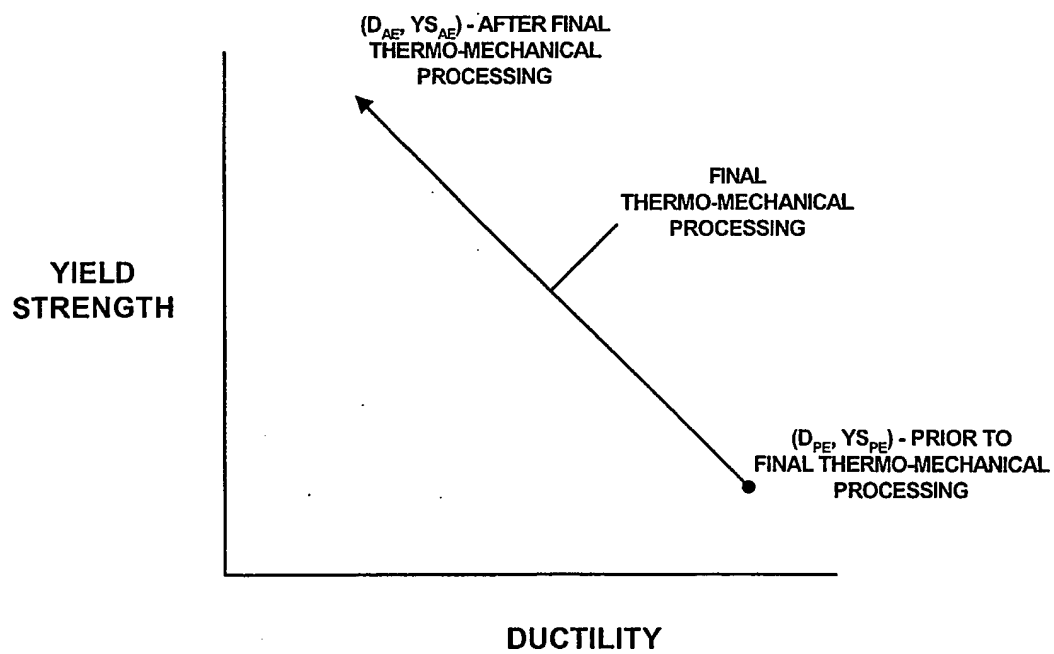 (D_AE, YS_AE) - AFTER FINAL
THERMO-MECHANICAL
PROCESSING
FINAL
THERMO-MECHANICAL
PROCESSING
YIELD
STRENGTH
(D_PE, YS_PE) - PRIOR TO
FINAL THERMO-MECHANICAL
PROCESSING
DUCTILITY